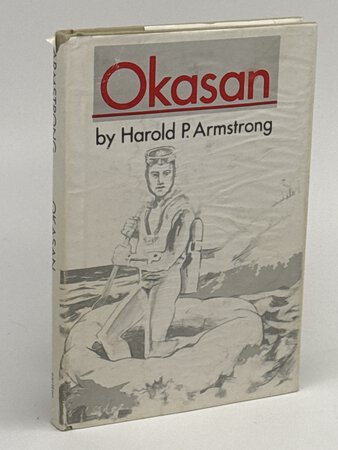 Okasan
by Harold P. Armstrong
ARMSTRONG OKASAN